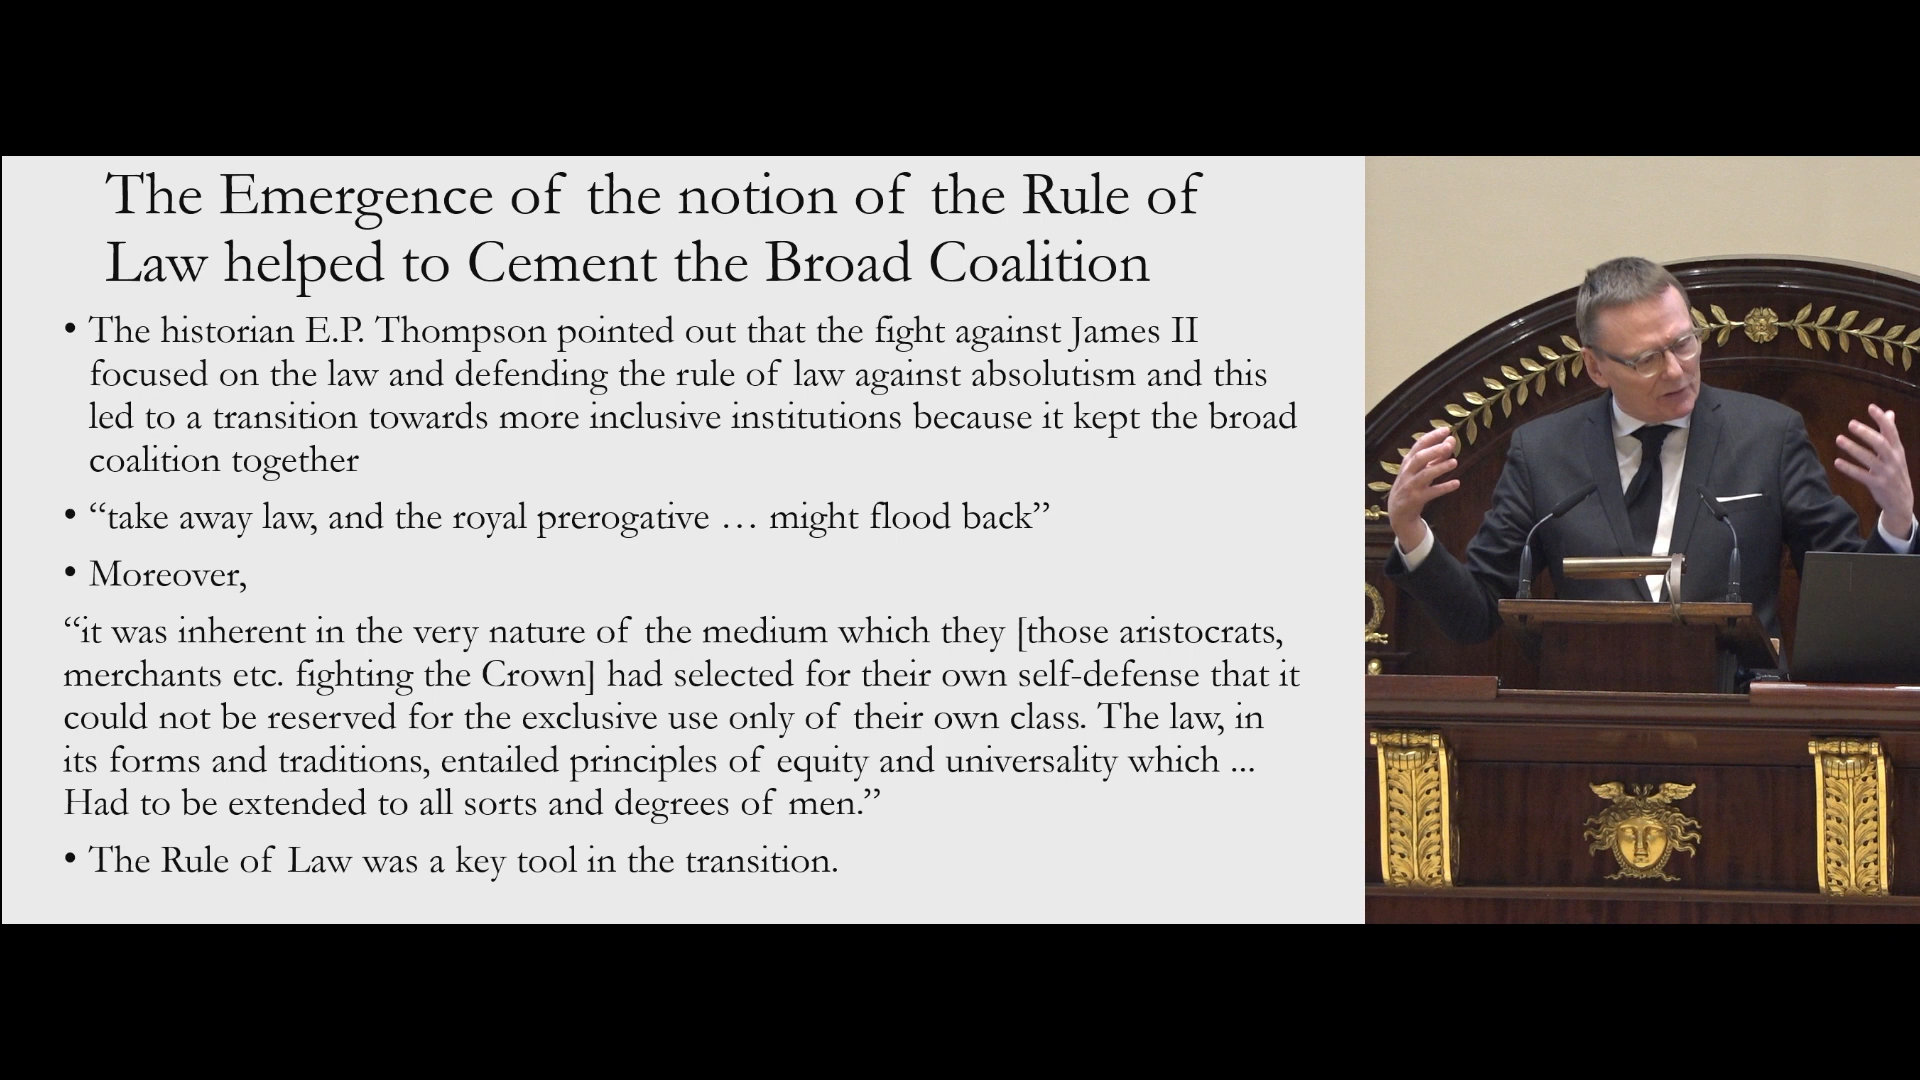 The Emergence of the notion of the Rule of
Law helped to Cement the Broad Coalition
• The historian E.P. Thompson pointed out that the fight against James II
focused on the law and defending the rule of law against absolutism and this
led to a transition towards more inclusive institutions because it kept the broad
coalition together
• “take away law, and the royal prerogative … might flood back”
• Moreover,
“it was inherent in the very nature of the medium which they [those aristocrats,
merchants etc. fighting the Crown] had selected for their own self-defense that it
could not be reserved for the exclusive use only of their own class. The law, in
its forms and traditions, entailed principles of equity and universality which ...
Had to be extended to all sorts and degrees of men.”
• The Rule of Law was a key tool in the transition.